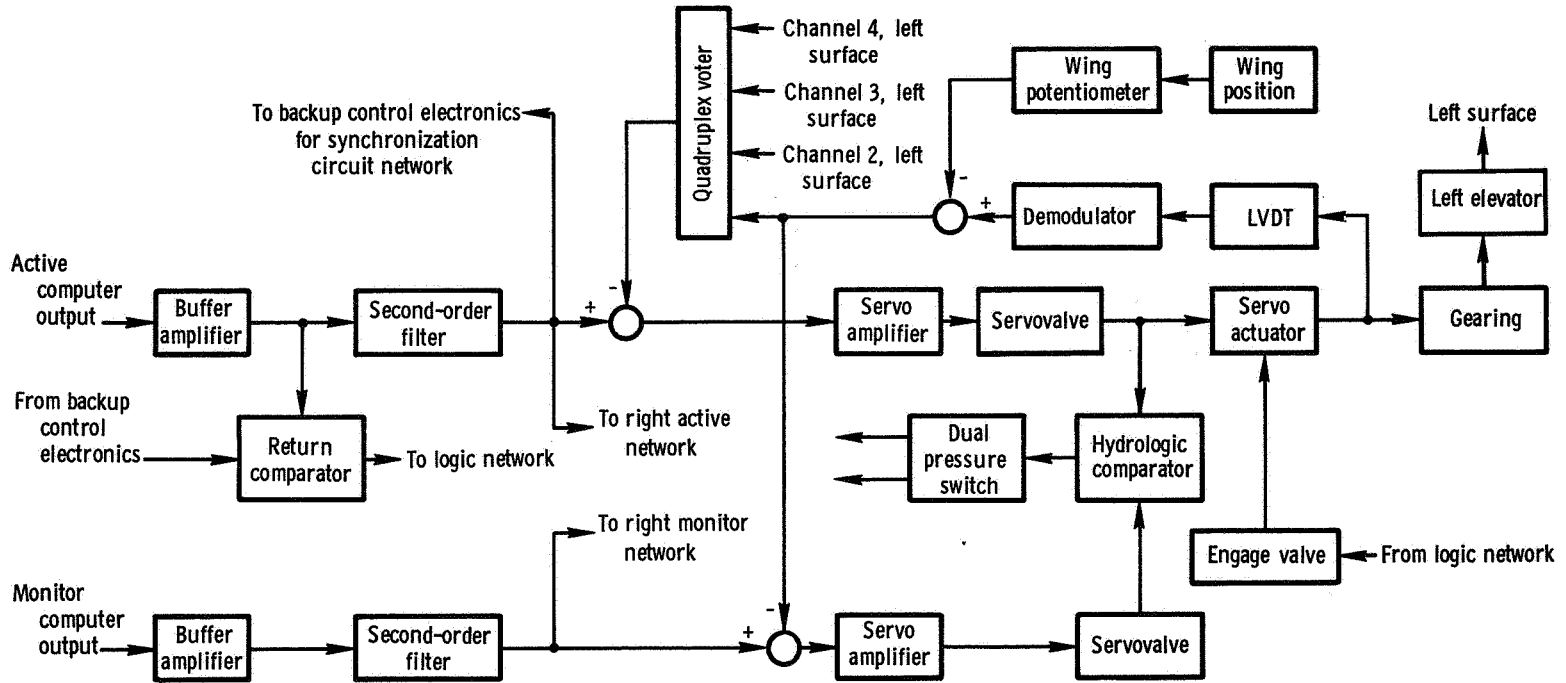 Channel 4, left
surface
Channel 3, left
surface
Channel 2, left
surface
Quadruplex voter
Wing
potentiometer
Wing
position
To backup control electronics
for synchronization
circuit network
Left surface
Left elevator
-
+
Demodulator
LVDT
Active
computer
output
Buffer
amplifier
Second-order
filter
+
-
Servo
amplifier
Servovalve
Servo
actuator
Gearing
From backup
control
electronics
Return
comparator
To logic network
To right active
network
Dual
pressure
switch
Hydrologic
comparator
To right monitor
network
Engage valve
From logic network
Monitor
computer
output
Buffer
amplifier
Second-order
filter
+
-
Servo
amplifier
Servovalve